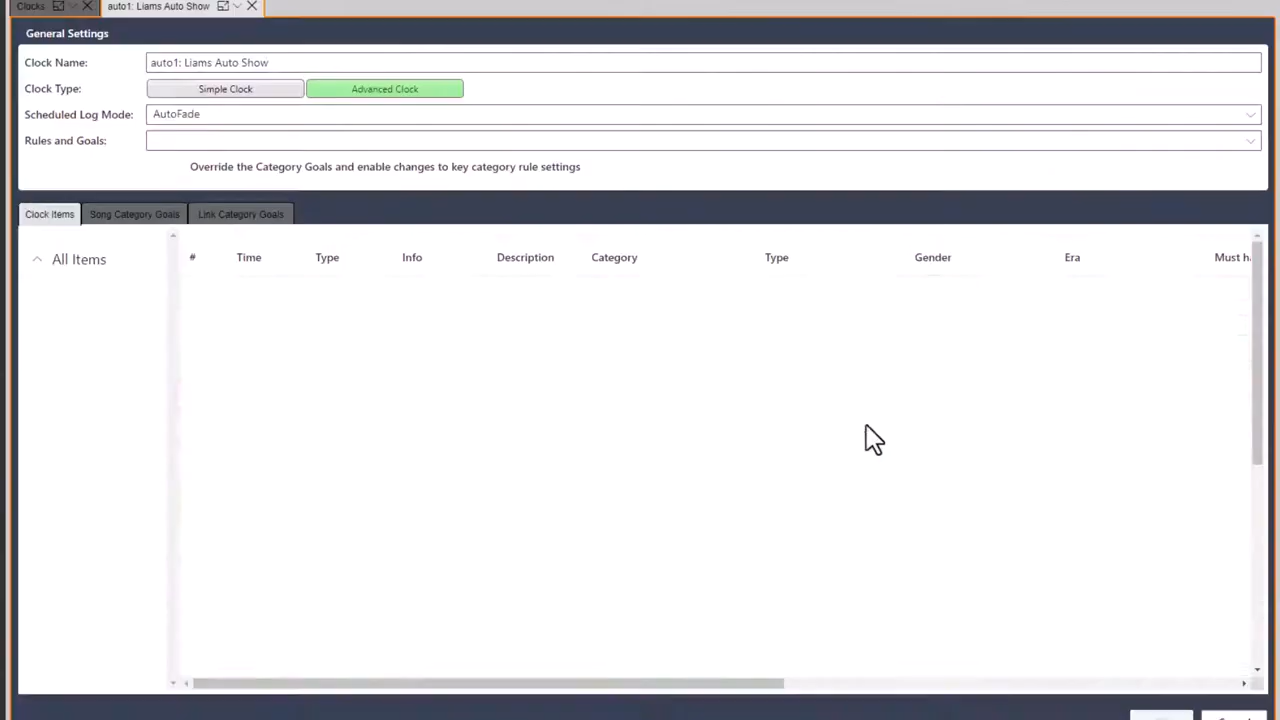 Clocks auto1: Liams Auto Show
General Settings
Clock Name: auto1: Liams Auto Show
Clock Type: Simple Clock Advanced Clock
Scheduled Log Mode: AutoFade
Rules and Goals:
Override the Category Goals and enable changes to key category rule settings
Clock Items Song Category Goals Link Category Goals
All Items # Time Type Info Description Category Type Gender Era Must h